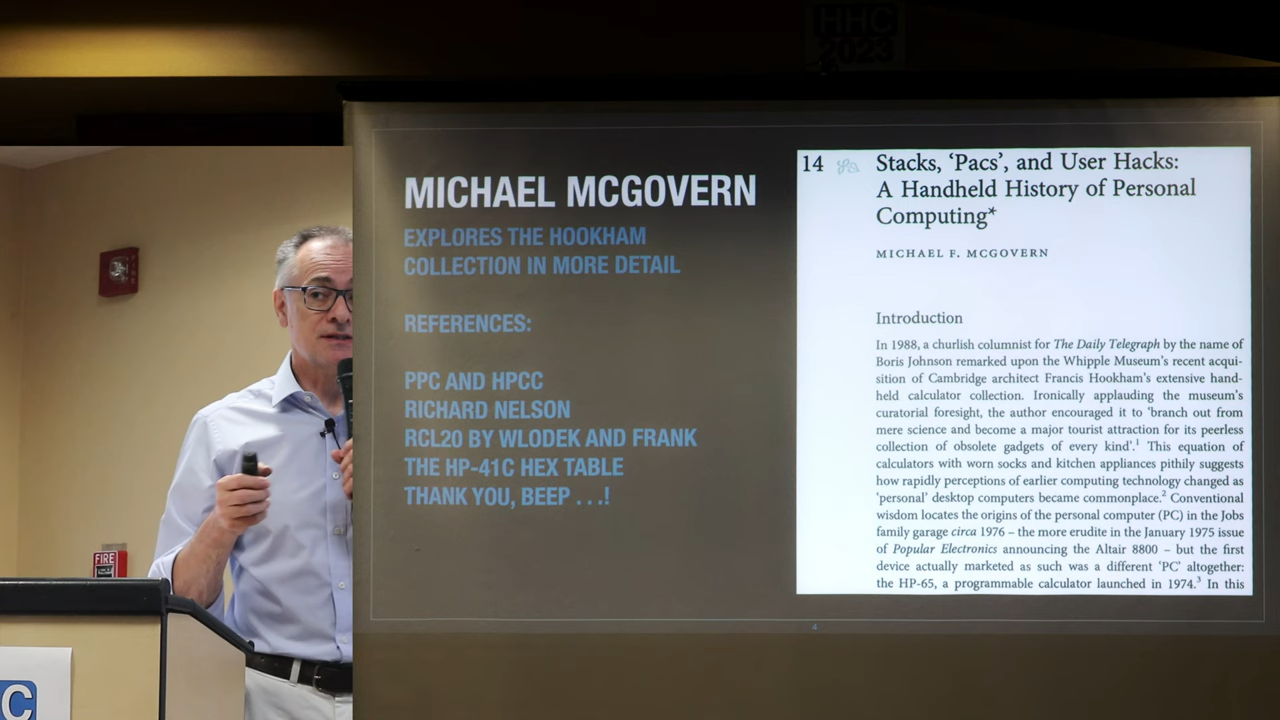 HHC
2023
FIRE
C
MICHAEL MCGOVERN
EXPLORES THE HOOKHAM
COLLECTION IN MORE DETAIL
REFERENCES:
PPC AND HPCC
RICHARD NELSON
RCL20 BY WLODEK AND FRANK
THE HP-41C HEX TABLE
THANK YOU, BEEP . . .!
14
Stacks, ‘Pacs’, and User Hacks:
A Handheld History of Personal
Computing*
MICHAEL F. MCGOVERN
Introduction
In 1988, a churlish columnist for The Daily Telegraph by the name of
Boris Johnson remarked upon the Whipple Museum’s recent acqui-
sition of Cambridge architect Francis Hookham’s extensive hand-
held calculator collection. Ironically applauding the museum’s
curatorial foresight, the author encouraged it to ‘branch out from
mere science and become a major tourist attraction for its peerless
collection of obsolete gadgets of every kind’.1 This equation of
calculators with worn socks and kitchen appliances pithily suggests
how rapidly perceptions of earlier computing technology changed as
‘personal’ desktop computers became commonplace.2 Conventional
wisdom locates the origins of the personal computer (PC) in the Jobs
family garage circa 1976 – the more erudite in the January 1975 issue
of Popular Electronics announcing the Altair 8800 – but the first
device actually marketed as such was a different ‘PC’ altogether:
the HP-65, a programmable calculator launched in 1974.3 In this
4